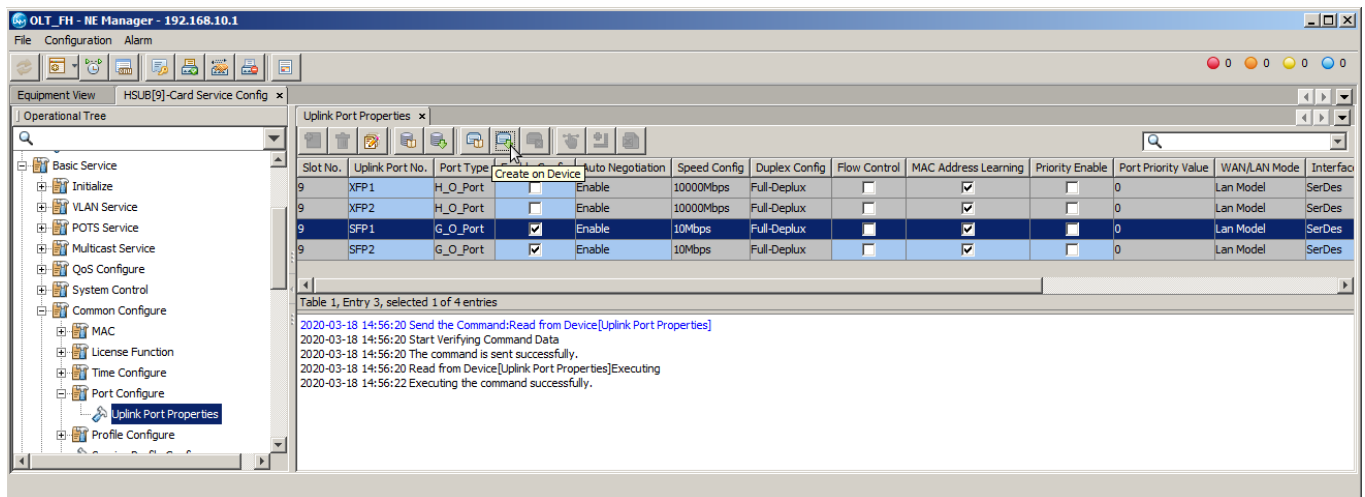 OLT_FH - NE Manager - 192.168.10.1
File Configuration Alarm
0 0 0 0
Equipment View HSUB[9]-Card Service Config
Operational Tree
Uplink Port Properties
Basic Service
Initialize
VLAN Service
POTS Service
Multicast Service
QoS Configure
System Control
Common Configure
MAC
License Function
Time Configure
Port Configure
Uplink Port Properties
Profile Configure
Slot No. Uplink Port No. Port Type Auto Negotiation Speed Config Duplex Config Flow Control MAC Address Learning Priority Enable Port Priority Value WAN/LAN Mode Interfac
Create on Device
9 XFP1 H_O_Port Enable 10000Mbps Full-Deplux 0 Lan Model SerDes
9 XFP2 H_O_Port Enable 10000Mbps Full-Deplux 0 Lan Model SerDes
9 SFP1 G_O_Port Enable 10Mbps Full-Deplux 0 Lan Model SerDes
9 SFP2 G_O_Port Enable 10Mbps Full-Deplux 0 Lan Model SerDes
Table 1, Entry 3, selected 1 of 4 entries
2020-03-18 14:56:20 Send the Command:Read from Device[Uplink Port Properties]
2020-03-18 14:56:20 Start Verifying Command Data
2020-03-18 14:56:20 The command is sent successfully.
2020-03-18 14:56:20 Read from Device[Uplink Port Properties]Executing
2020-03-18 14:56:22 Executing the command successfully.